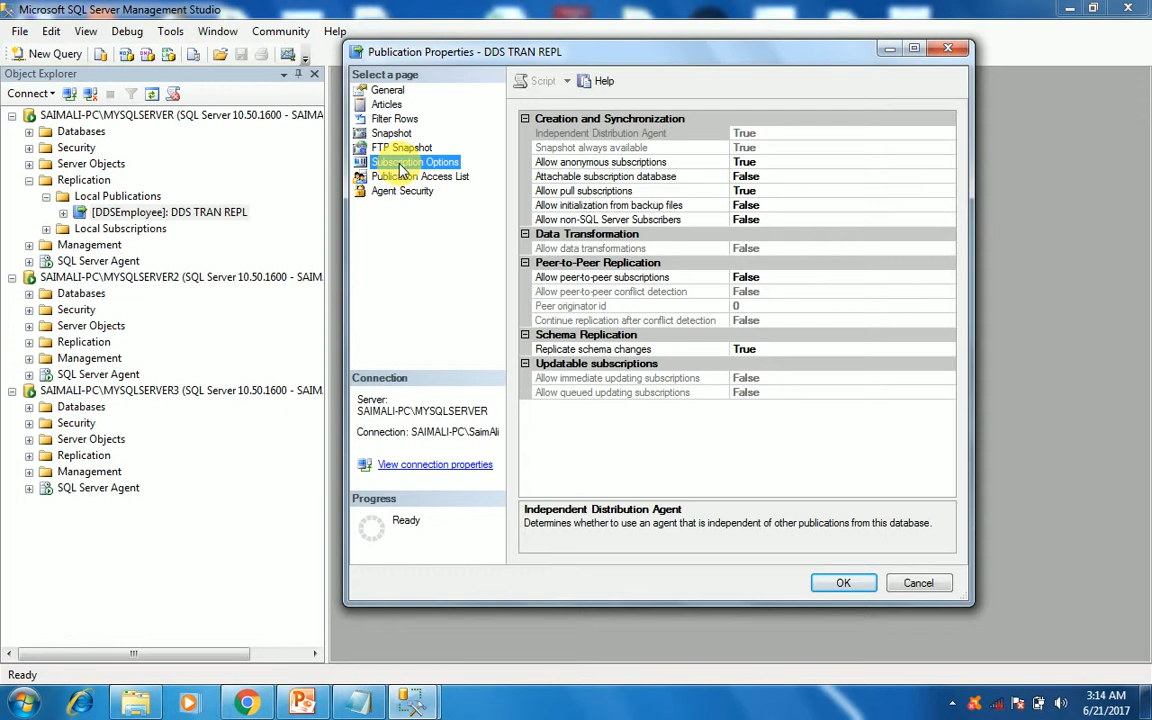 Microsoft SQL Server Management Studio
File Edit View Debug Tools Window Community Help
New Query
Object Explorer
Connect
SAIMALI-PC\MYSQLSERVER (SQL Server 10.50.1600 - SAIMA
Databases
Security
Server Objects
Replication
Local Publications
[DDSEmployee]: DDS TRAN REPL
Local Subscriptions
Management
SQL Server Agent
SAIMALI-PC\MYSQLSERVER2 (SQL Server 10.50.1600 - SAIM
Databases
Security
Server Objects
Replication
Management
SQL Server Agent
SAIMALI-PC\MYSQLSERVER3 (SQL Server 10.50.1600 - SAIM
Databases
Security
Server Objects
Replication
Management
SQL Server Agent
Publication Properties - DDS TRAN REPL
Select a page
General
Articles
Filter Rows
Snapshot
FTP Snapshot
Subscription Options
Publication Access List
Agent Security
Connection
Server:
SAIMALI-PC\MYSQLSERVER
Connection: SAIMALI-PC\SaimAli
View connection properties
Progress
Ready
Script Help
Creation and Synchronization
Independent Distribution Agent True
Snapshot always available True
Allow anonymous subscriptions True
Attachable subscription database False
Allow pull subscriptions True
Allow initialization from backup files False
Allow non-SQL Server Subscribers False
Data Transformation
Allow data transformations False
Peer-to-Peer Replication
Allow peer-to-peer subscriptions False
Allow peer-to-peer conflict detection False
Peer originator id 0
Continue replication after conflict detection False
Schema Replication
Replicate schema changes True
Updatable subscriptions
Allow immediate updating subscriptions False
Allow queued updating subscriptions False
Independent Distribution Agent
Determines whether to use an agent that is independent of other publications from this database.
OK Cancel
Ready
3:14 AM
6/21/2017